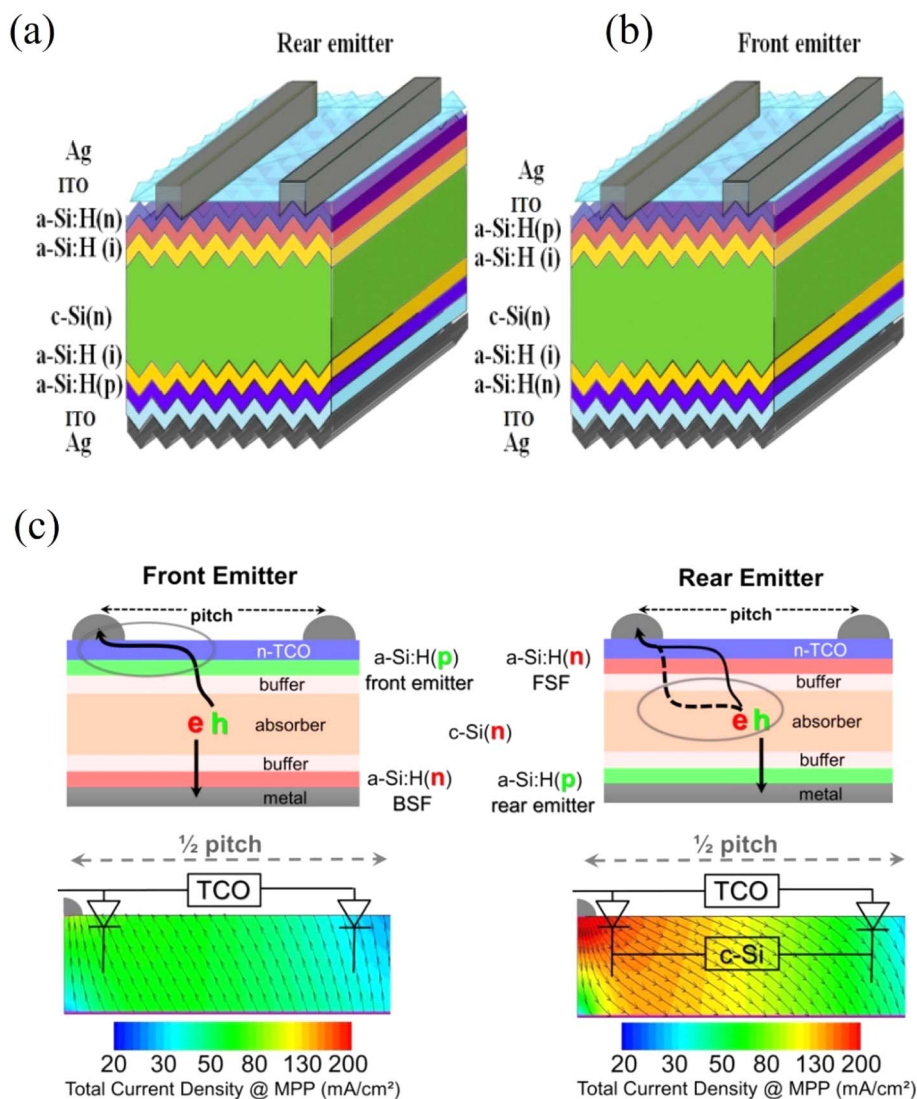 (a)
Rear emitter
Ag
ITO
a-Si:H(n)
a-Si:H (i)
c-Si(n)
a-Si:H (i)
a-Si:H(p)
ITO
Ag
(b)
Front emitter
Ag
ITO
a-Si:H(p)
a-Si:H (i)
c-Si(n)
a-Si:H (i)
a-Si:H(n)
ITO
Ag
(c)
Front Emitter
pitch
n-TCO
buffer
e h
absorber
buffer
metal
a-Si:H(p)
front emitter
a-Si:H(n)
BSF
c-Si(n)
Rear Emitter
pitch
a-Si:H(n)
FSF
a-Si:H(p)
rear emitter
n-TCO
buffer
e h
absorber
buffer
metal
½ pitch
TCO
20 30 50 80 130 200
Total Current Density @ MPP (mA/cm²)
½ pitch
TCO
c-Si
20 30 50 80 130 200
Total Current Density @ MPP (mA/cm²)